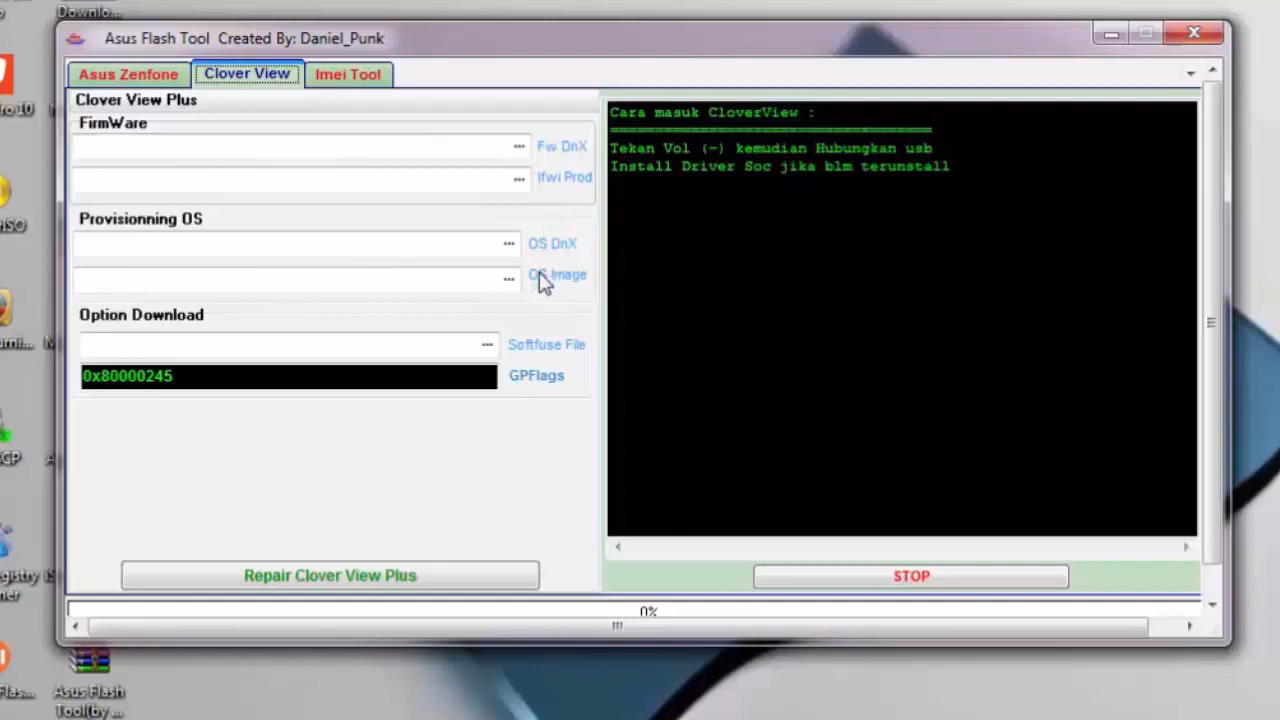 Downlo...
Asus Flash Tool  Created By: Daniel_Punk
Asus Zenfone
Clover View
Imei Tool
Clover View Plus
FirmWare
Fw DnX
Ifwi Prod
Provisionning OS
OS DnX
OS Image
Option Download
Softfuse File
0x80000245
GPFlags
Repair Clover View Plus
Cara masuk CloverView :
====================================
Tekan Vol (-) kemudian Hubungkan usb
Install Driver Soc jika blm terunstall
STOP
0%
Asus Flash
Tool(by ...